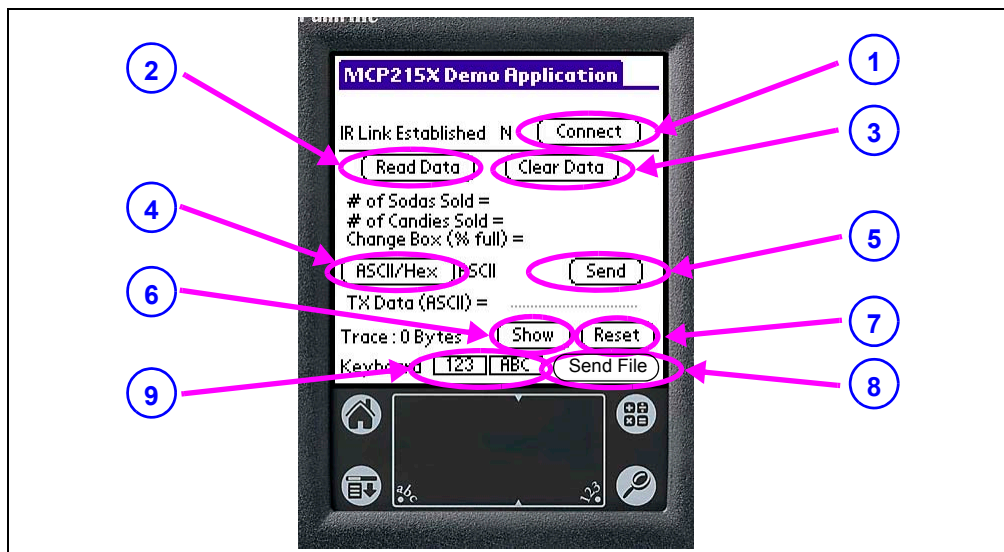 MCP215X Demo Application
1
2
IR Link Established N Connect
3
Read Data Clear Data
# of Sodas Sold =
# of Candies Sold =
Change Box (% full) =
4
5
ASCII/Hex ASCII Send
6
TX Data (ASCII) =
7
Trace: 0 Bytes Show Reset
Keyboard 123 ABC Send File
8
9
abc
123